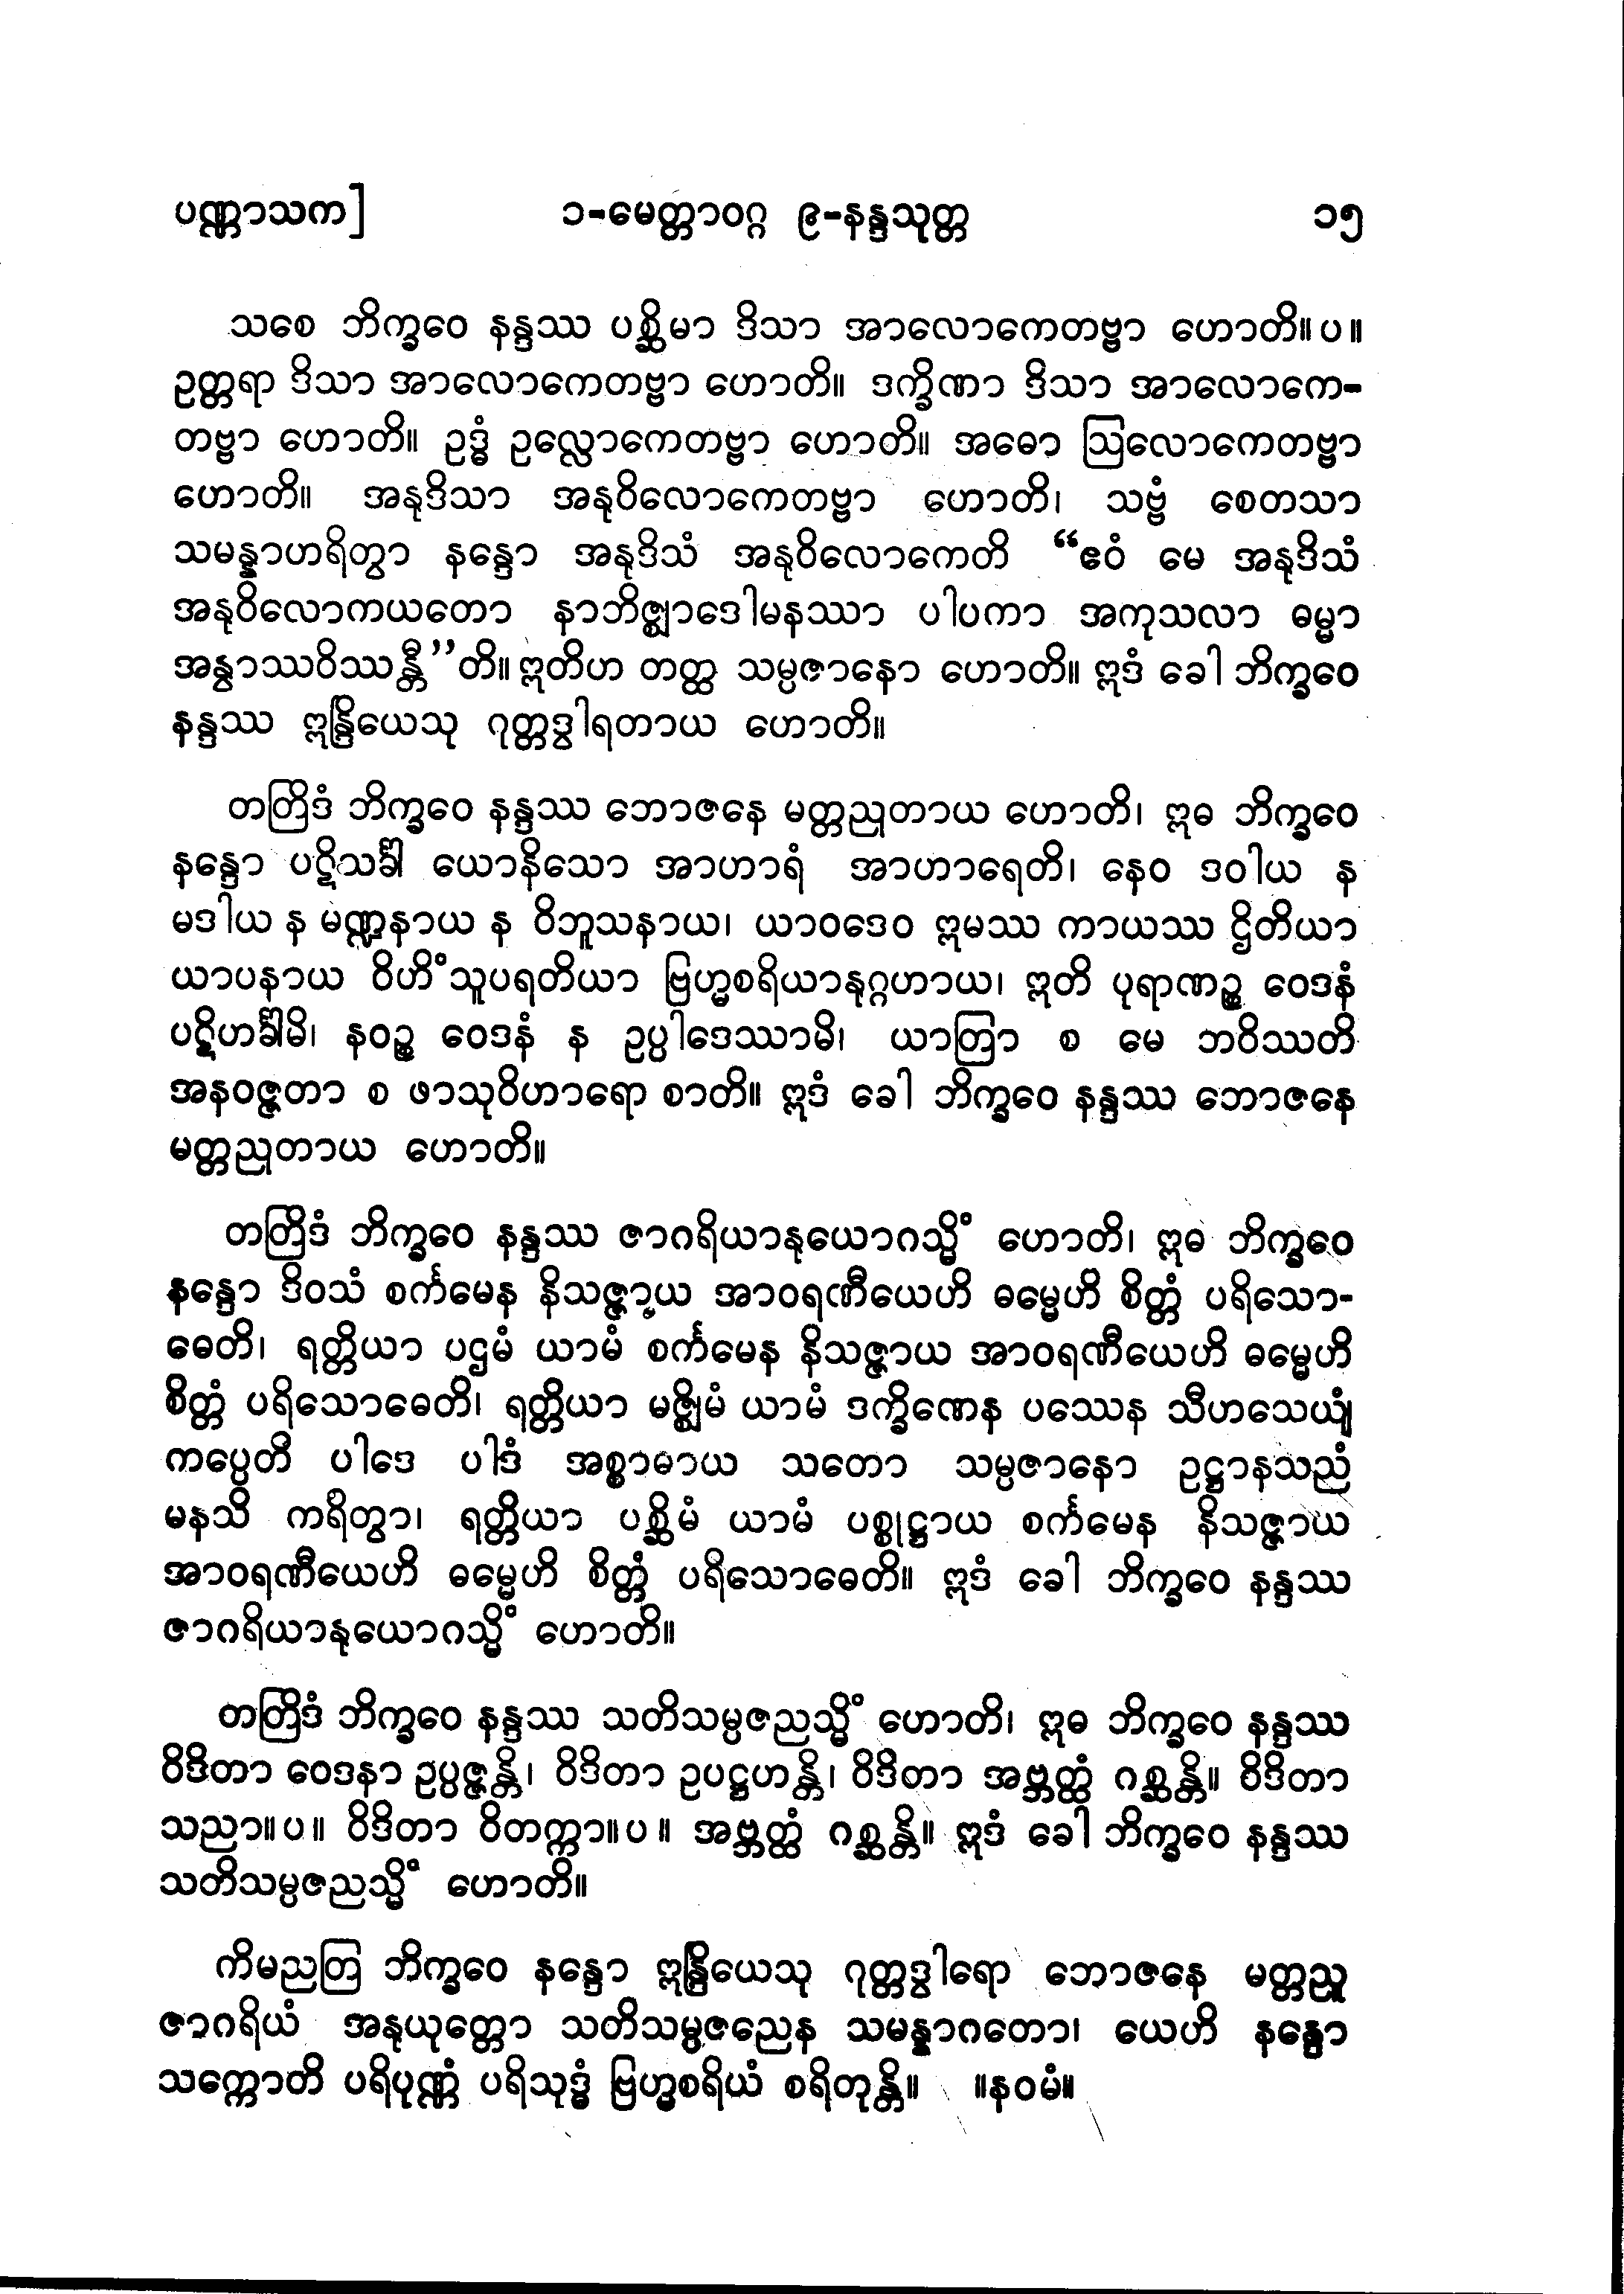 ပဏ္ဏာသက] ၁-မေတ္တာဝဂ္ဂ ၉-နန္ဒသုတ္တ ၁၅
သစေ ဘိက္ခဝေ နန္ဒဿ ပစ္ဆိမာ ဒိသာ အာလောကေတဗ္ဗာ ဟောတိ။ပ။
ဥတ္တရာ ဒိသာ အာလောကေတဗ္ဗာ ဟောတိ။ ဒက္ခိဏာ ဒိသာ အာလောကေ-
တဗ္ဗာ ဟောတိ။ ဥဒ္ဓံ ဥလ္လောကေတဗ္ဗာ ဟောတိ။ အဓော ဩလောကေတဗ္ဗာ
ဟောတိ။ အနုဒိသာ အနုဝိလောကေတဗ္ဗာ ဟောတိ၊ သဗ္ဗံ စေတသာ
သမန္နာဟရိတွာ နန္ဒော အနုဒိသံ အနုဝိလောကေတိ “ဧဝံ မေ အနုဒိသံ
အနုဝိလောကယတော နာဘိဇ္ဈာဒေါမနဿာ ပါပကာ အကုသလာ ဓမ္မာ
အနွာဿဝိဿန္တီ”တိ။ ဣတိဟ တတ္ထ သမ္ပဇာနော ဟောတိ။ ဣဒံ ခေါ ဘိက္ခဝေ
နန္ဒဿ ဣန္ဒြိယေသု ဂုတ္တဒွါရတာယ ဟောတိ။
တတြိဒံ ဘိက္ခဝေ နန္ဒဿ ဘောဇနေ မတ္တညုတာယ ဟောတိ၊ ဣဓ ဘိက္ခဝေ
နန္ဒော ပဋိသင်္ခါ ယောနိသော အာဟာရံ အာဟာရေတိ၊ နေဝ ဒဝါယ န
မဒါယ န မဏ္ဍနာယ န ဝိဘူသနာယ၊ ယာဝဒေဝ ဣမဿ ကာယဿ ဌိတိယာ
ယာပနာယ ဝိဟိံသူပရတိယာ ဗြဟ္မစရိယာနုဂ္ဂဟာယ၊ ဣတိ ပုရာဏဉ္စ ဝေဒနံ
ပဋိဟင်္ခါမိ၊ နဝဉ္စ ဝေဒနံ န ဥပ္ပါဒေဿာမိ၊ ယာတြာ စ မေ ဘဝိဿတိ
အနဝဇ္ဇတာ စ ဖာသုဝိဟာရော စာတိ။ ဣဒံ ခေါ ဘိက္ခဝေ နန္ဒဿ ဘောဇနေ
မတ္တညုတာယ ဟောတိ။
တတြိဒံ ဘိက္ခဝေ နန္ဒဿ ဇာဂရိယာနုယောဂသ္မိံ ဟောတိ၊ ဣဓ ဘိက္ခဝေ
နန္ဒော ဒိဝသံ စင်္ကမေန နိသဇ္ဇာယ အာဝရဏီယေဟိ ဓမ္မေဟိ စိတ္တံ ပရိသော-
ဓေတိ၊ ရတ္တိယာ ပဌမံ ယာမံ စင်္ကမေန နိသဇ္ဇာယ အာဝရဏီယေဟိ ဓမ္မေဟိ
စိတ္တံ ပရိသောဓေတိ၊ ရတ္တိယာ မဇ္ဈိမံ ယာမံ ဒက္ခိဏေန ပဿေန သီဟသေယျံ
ကပ္ပေတိ ပါဒေ ပါဒံ အစ္စာဓာယ သတော သမ္ပဇာနော ဥဋ္ဌာနသညံ
မနသိ ကရိတွာ၊ ရတ္တိယာ ပစ္ဆိမံ ယာမံ ပစ္စုဋ္ဌာယ စင်္ကမေန နိသဇ္ဇာယ
အာဝရဏီယေဟိ ဓမ္မေဟိ စိတ္တံ ပရိသောဓေတိ။ ဣဒံ ခေါ ဘိက္ခဝေ နန္ဒဿ
ဇာဂရိယာနုယောဂသ္မိံ ဟောတိ။
တတြိဒံ ဘိက္ခဝေ နန္ဒဿ သတိသမ္ပဇညသ္မိံ ဟောတိ၊ ဣဓ ဘိက္ခဝေ နန္ဒဿ
ဝိဒိတာ ဝေဒနာ ဥပ္ပဇ္ဇန္တိ၊ ဝိဒိတာ ဥပဋ္ဌဟန္တိ၊ ဝိဒိတာ အဗ္ဘတ္ထံ ဂစ္ဆန္တိ။ ဝိဒိတာ
သညာ။ပ။ ဝိဒိတာ ဝိတက္ကာ။ပ။ အဗ္ဘတ္ထံ ဂစ္ဆန္တိ။ ဣဒံ ခေါ ဘိက္ခဝေ နန္ဒဿ
သတိသမ္ပဇညသ္မိံ ဟောတိ။
ကိမညတြ ဘိက္ခဝေ နန္ဒော ဣန္ဒြိယေသု ဂုတ္တဒွါရော ဘောဇနေ မတ္တညူ
ဇာဂရိယံ အနုယုတ္တော သတိသမ္ပဇညေန သမန္နာဂတော၊ ယေဟိ နန္ဒော
သက္ကောတိ ပရိပုဏ္ဏံ ပရိသုဒ္ဓံ ဗြဟ္မစရိယံ စရိတုန္တိ။ ။နဝမံ။